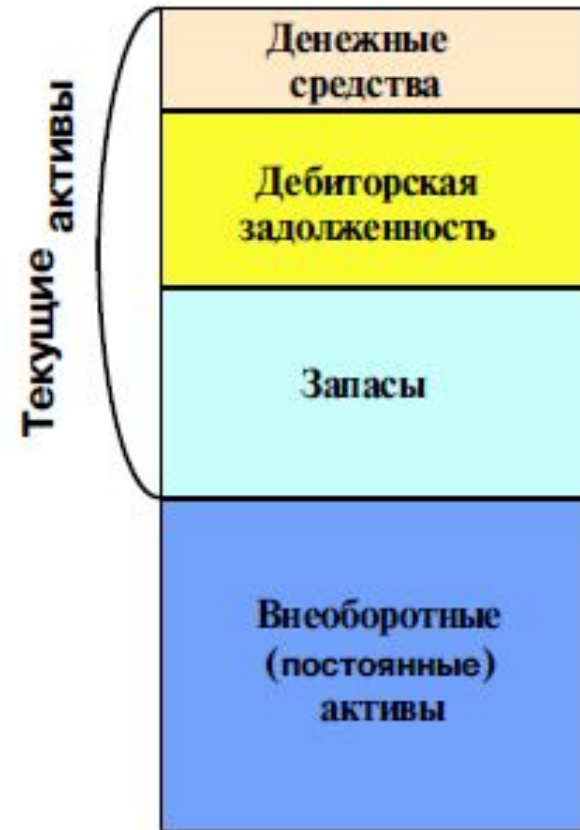 Текущие активы
Денежные
средства
Дебиторская
задолженность
Запасы
Внеоборотные
(постоянные)
активы